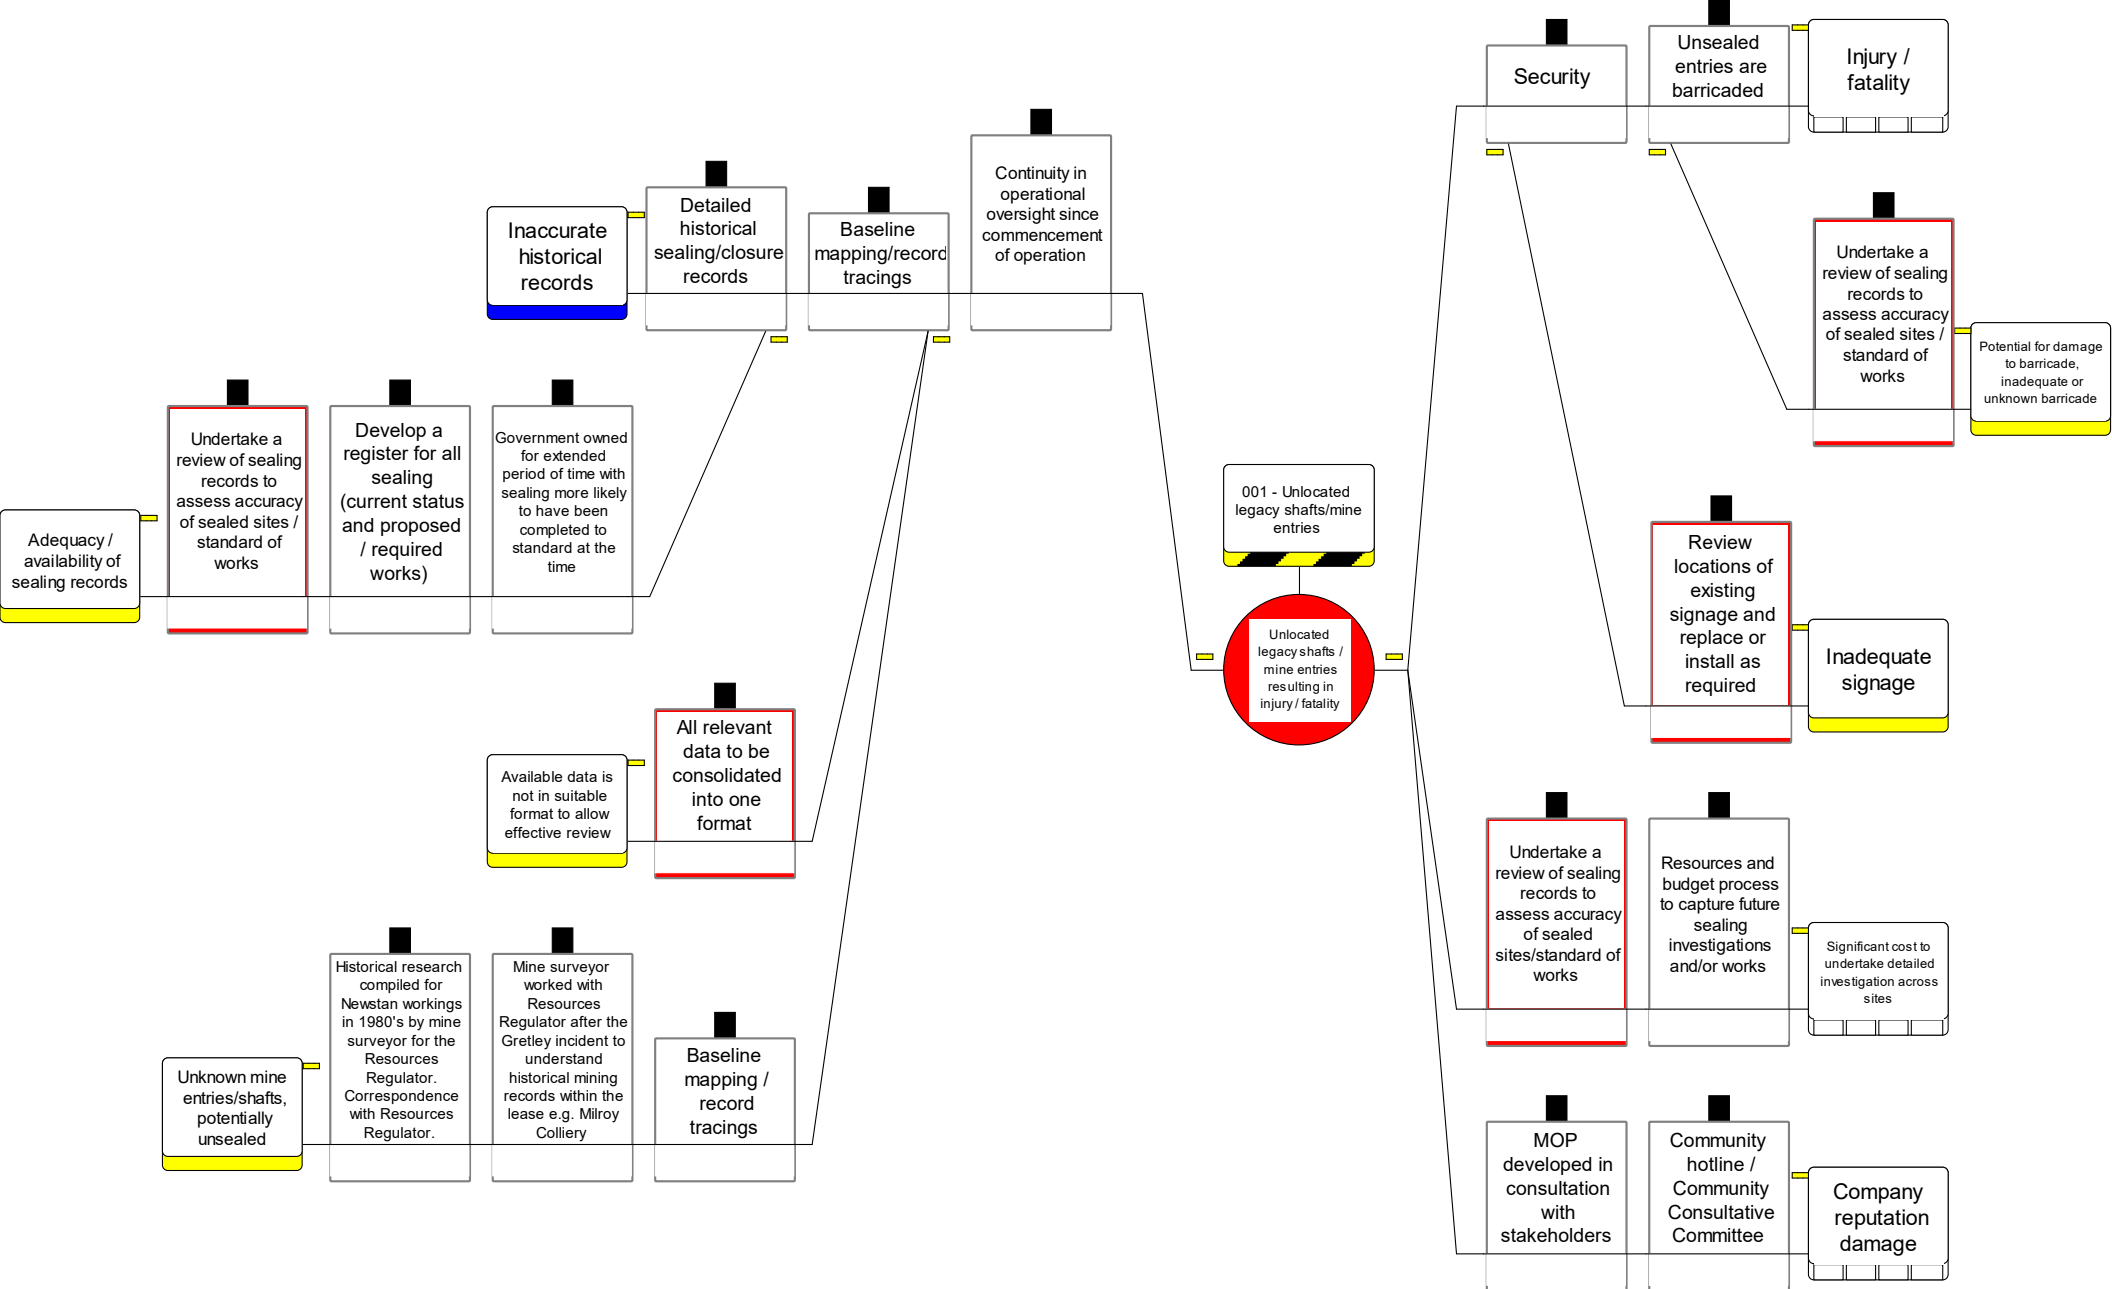 Inaccurate
historical
records
Detailed
historical
sealing/closure
records
Baseline
mapping/record
tracings
Continuity in
operational
oversight since
commencement
of operation
Adequacy /
availability of
sealing records
Undertake a
review of sealing
records to
assess accuracy
of sealed sites /
standard of
works
Develop a
register for all
sealing
(current status
and proposed
/ required
works)
Government owned
for extended
period of time with
sealing more likely
to have been
completed to
standard at the
time
Available data is
not in suitable
format to allow
effective review
All relevant
data to be
consolidated
into one
format
Unknown mine
entries/shafts,
potentially
unsealed
Historical research
compiled for
Newstan workings
in 1980's by mine
surveyor for the
Resources
Regulator.
Correspondence
with Resources
Regulator.
Mine surveyor
worked with
Resources
Regulator after the
Gretley incident to
understand
historical mining
records within the
lease e.g. Milroy
Colliery
Baseline
mapping /
record
tracings
001 - Unlocated
legacy shafts/mine
entries
Unlocated
legacy shafts /
mine entries
resulting in
injury / fatality
Security
Unsealed
entries are
barricaded
Injury /
fatality
Undertake a
review of sealing
records to
assess accuracy
of sealed sites /
standard of
works
Potential for damage
to barricade,
inadequate or
unknown barricade
Review
locations of
existing
signage and
replace or
install as
required
Inadequate
signage
Undertake a
review of sealing
records to
assess accuracy
of sealed
sites/standard of
works
Resources and
budget process
to capture future
sealing
investigations
and/or works
Significant cost to
undertake detailed
investigation across
sites
MOP
developed in
consultation
with
stakeholders
Community
hotline /
Community
Consultative
Committee
Company
reputation
damage